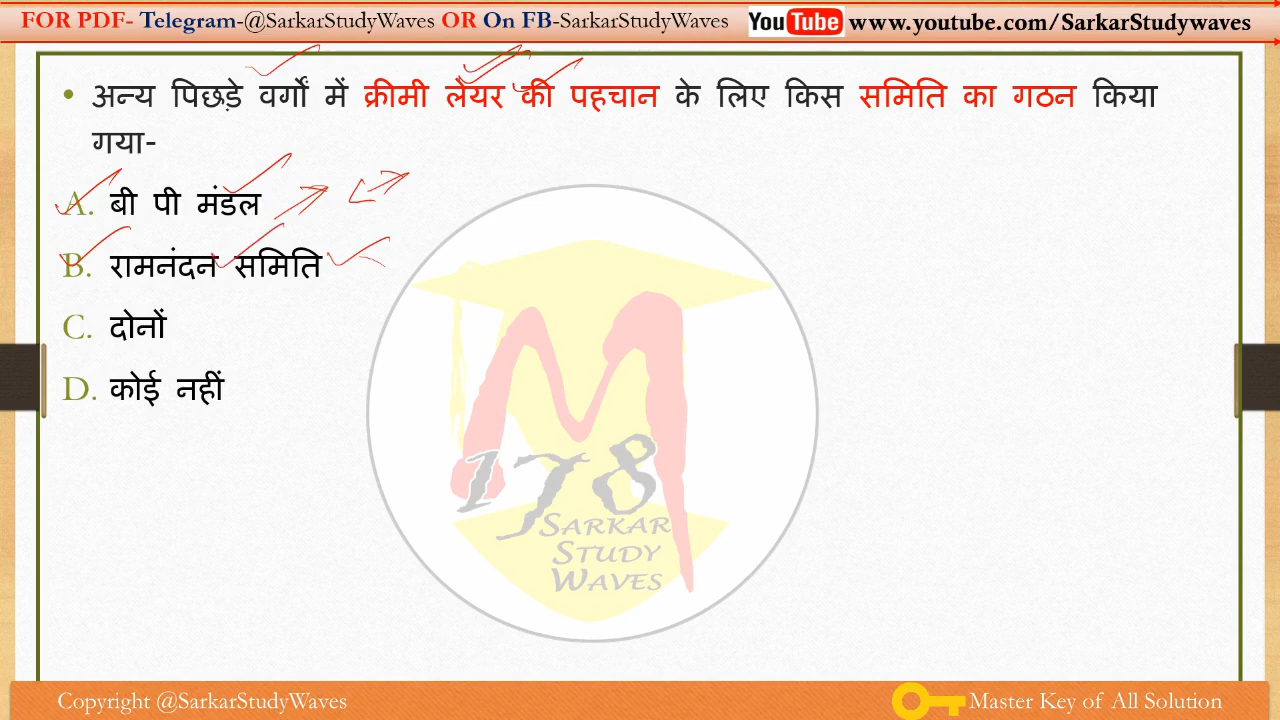 FOR PDF- Telegram-@SarkarStudyWaves OR On FB-SarkarStudyWaves YouTube www.youtube.com/SarkarStudywaves
• अन्य पिछड़े वर्गों में क्रीमी लेयर की पहचान के लिए किस समिति का गठन किया
गया-
A. बी पी मंडल
B. रामनंदन समिति
C. दोनों
D. कोई नहीं
178
SARKAR
STUDY
WAVES
Copyright @SarkarStudyWaves
Master Key of All Solution